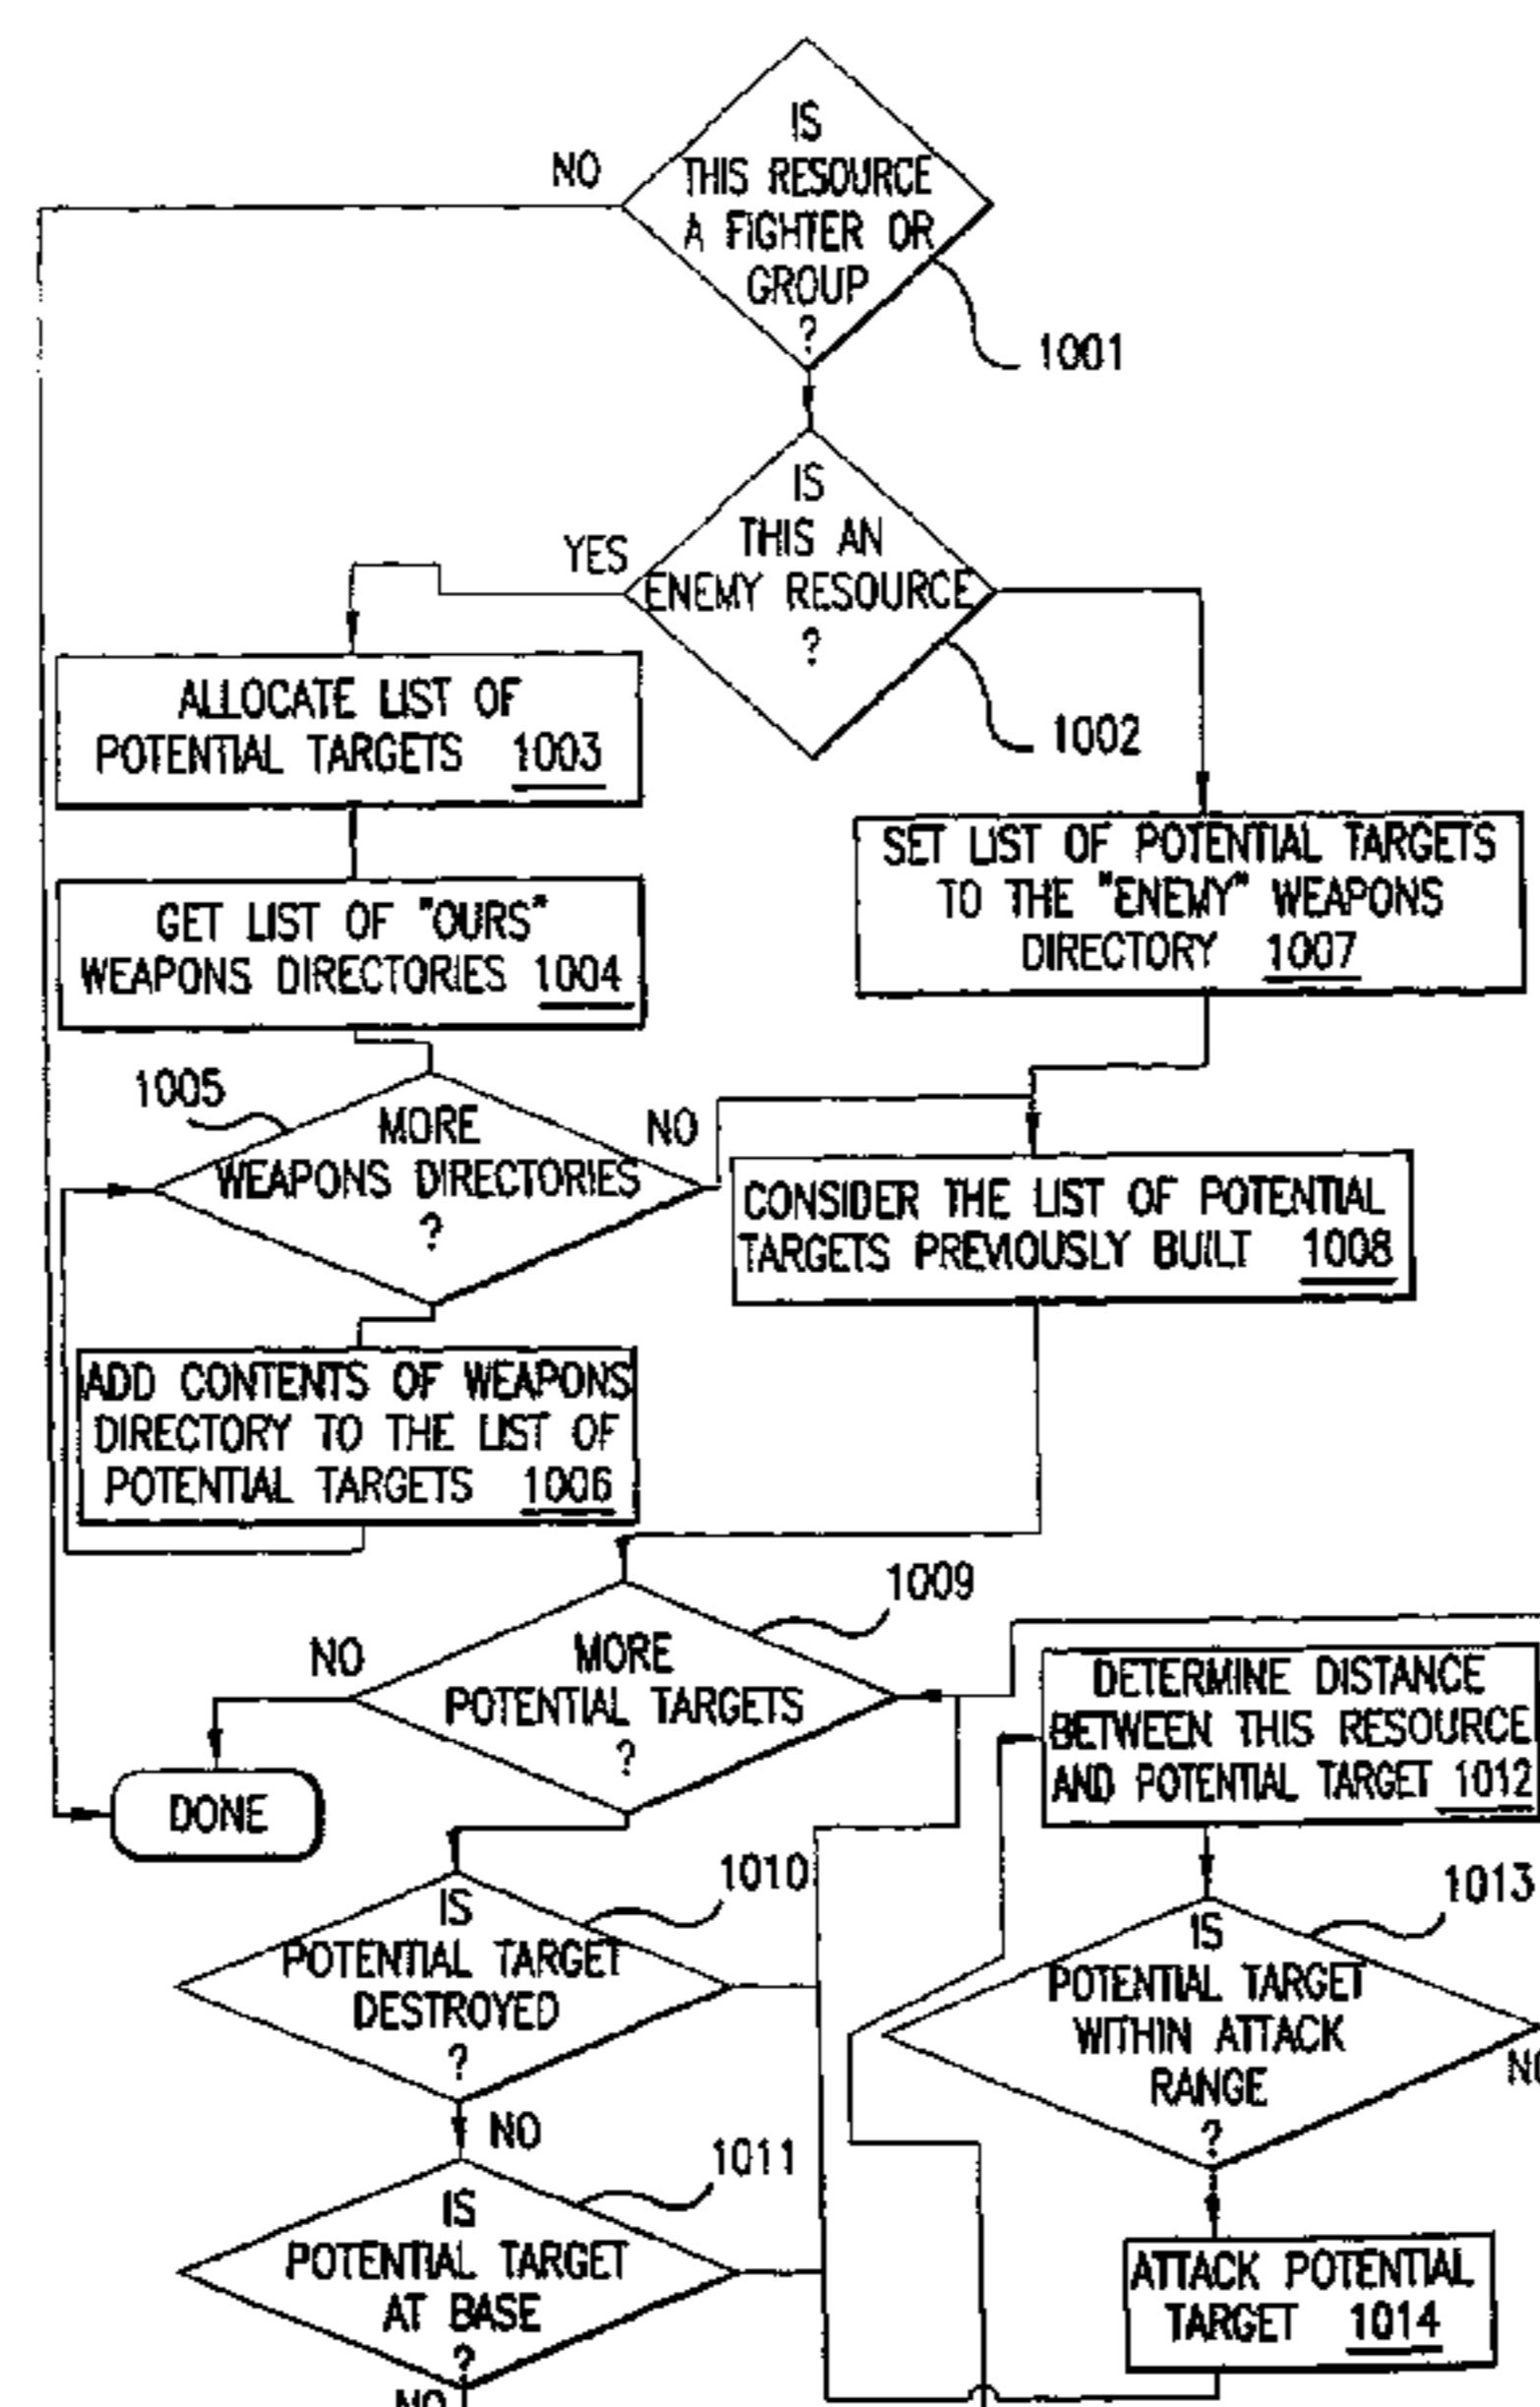 IS
THIS RESOURCE
A FIGHTER OR
GROUP
?
NO
1001
IS
THIS AN
ENEMY RESOURCE
?
YES
1002
ALLOCATE LIST OF
POTENTIAL TARGETS 1003
SET LIST OF POTENTIAL TARGETS
TO THE "ENEMY" WEAPONS
DIRECTORY 1007
GET LIST OF "OURS"
WEAPONS DIRECTORIES 1004
1005
MORE
WEAPONS DIRECTORIES
?
NO
CONSIDER THE LIST OF POTENTIAL
TARGETS PREVIOUSLY BUILT 1008
ADD CONTENTS OF WEAPONS
DIRECTORY TO THE LIST OF
POTENTIAL TARGETS 1006
1009
NO
MORE
POTENTIAL TARGETS
?
DETERMINE DISTANCE
BETWEEN THIS RESOURCE
AND POTENTIAL TARGET 1012
DONE
1010
IS
POTENTIAL TARGET
DESTROYED
?
NO
1013
IS
POTENTIAL TARGET
WITHIN ATTACK
RANGE
?
NO
1011
IS
POTENTIAL TARGET
AT BASE
?
NO
ATTACK POTENTIAL
TARGET 1014